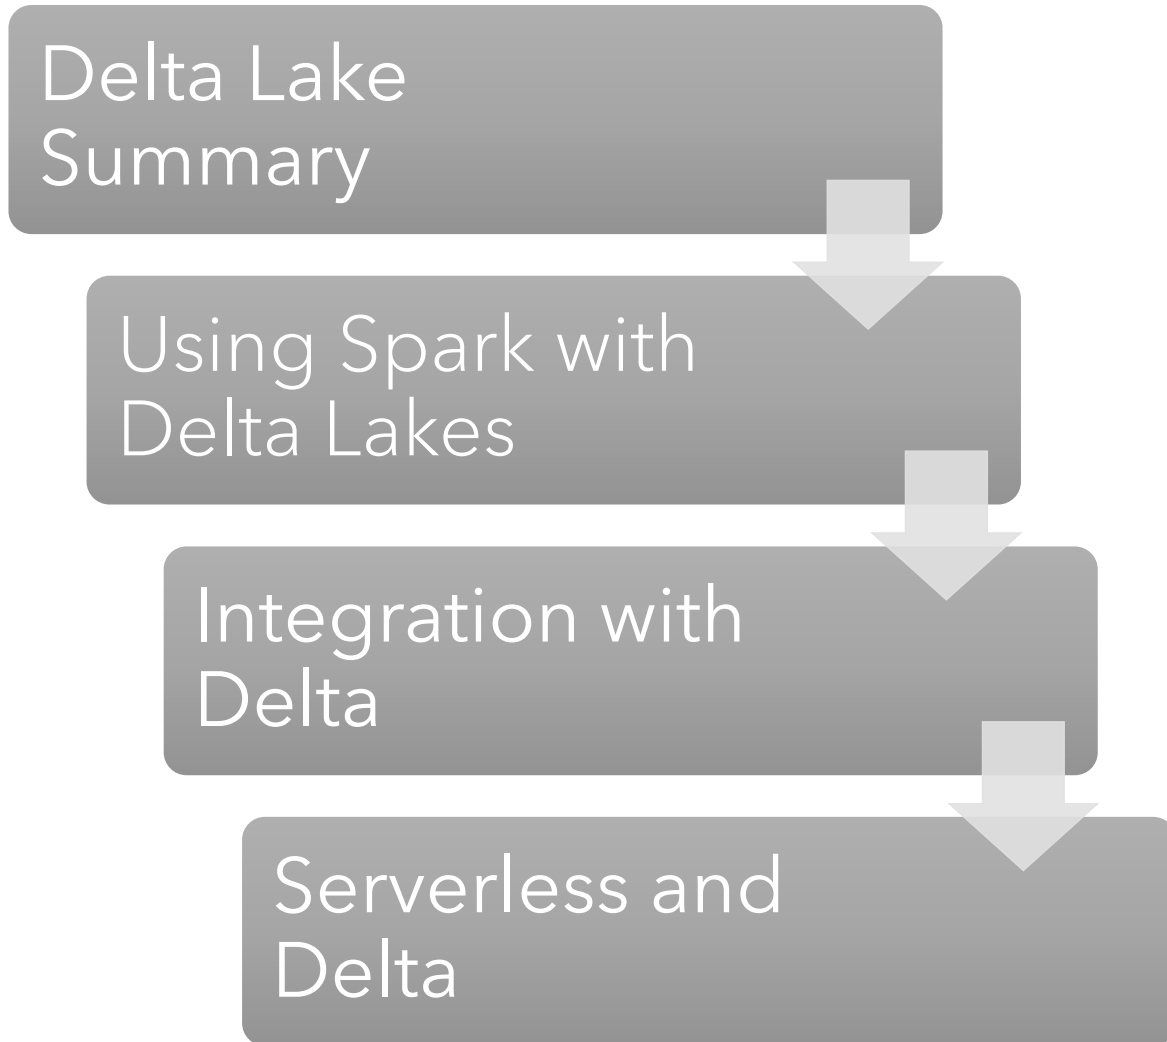 Delta Lake
Summary
Using Spark with
Delta Lakes
Integration with
Delta
Serverless and
Delta